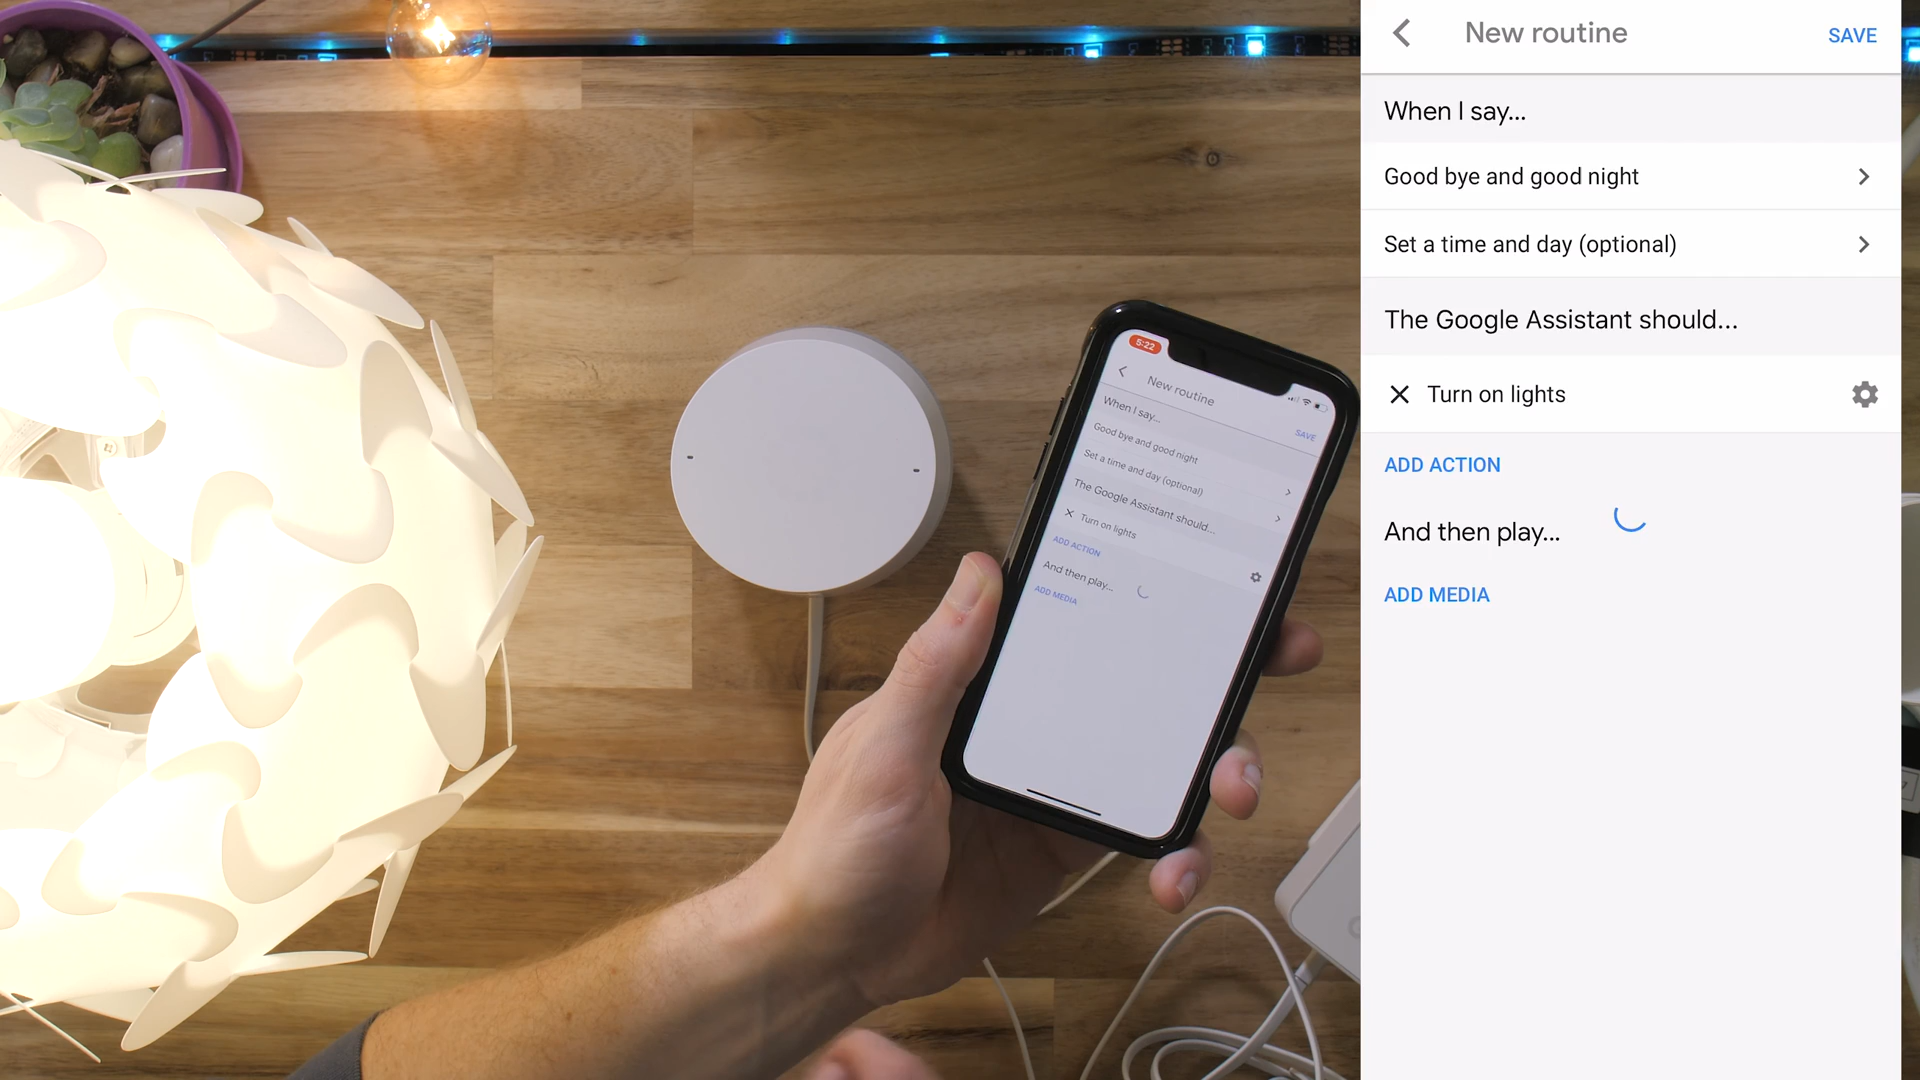 New routine
SAVE
When I say...
Good bye and good night
Set a time and day (optional)
The Google Assistant should...
Turn on lights
ADD ACTION
And then play...
ADD MEDIA
5:22
New routine
When I say...
SAVE
Good bye and good night
Set a time and day (optional)
The Google Assistant should...
Turn on lights
ADD ACTION
And then play...
ADD MEDIA